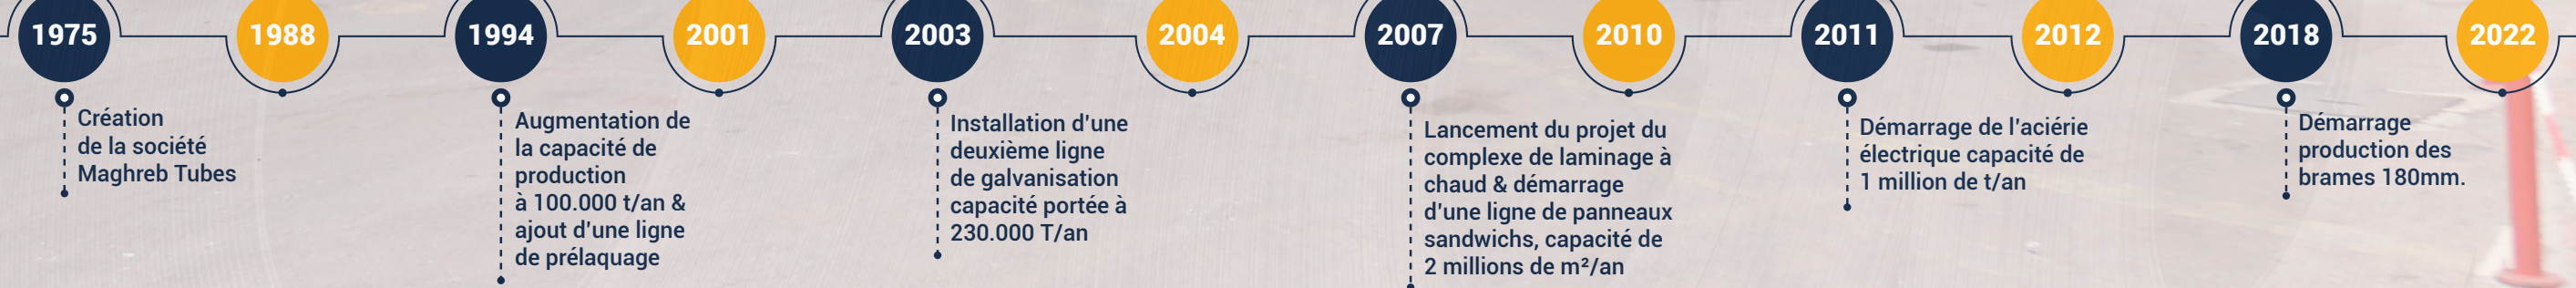 1975 1988 1994 2001 2003 2004 2007 2010 2011 2012 2018 2022
Création
de la société
Maghreb Tubes
Augmentation de
la capacité de
production
à 100.000 t/an &
ajout d'une ligne
de prélaquage
Installation d'une
deuxième ligne
de galvanisation
capacité portée à
230.000 T/an
Lancement du projet du
complexe de laminage à
chaud & démarrage
d'une ligne de panneaux
sandwichs, capacité de
2 millions de m²/an
Démarrage de l'aciérie
électrique capacité de
1 million de t/an
Démarrage
production des
brames 180mm.